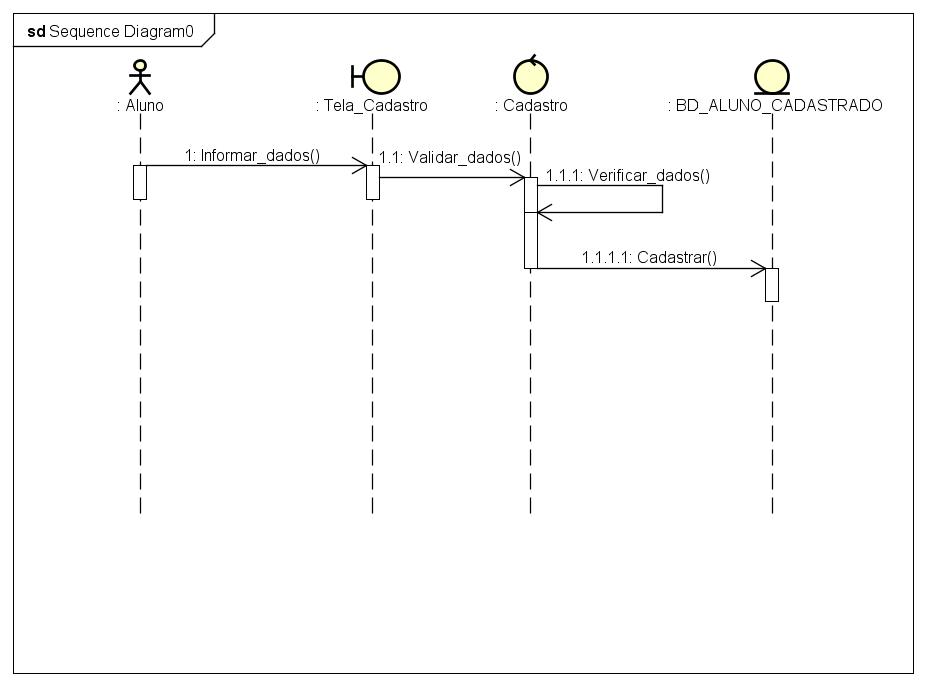 sd Sequence Diagram0
: Aluno
: Tela_Cadastro
: Cadastro
: BD_ALUNO_CADASTRADO
1: Informar_dados()
1.1: Validar_dados()
1.1.1: Verificar_dados()
1.1.1.1: Cadastrar()